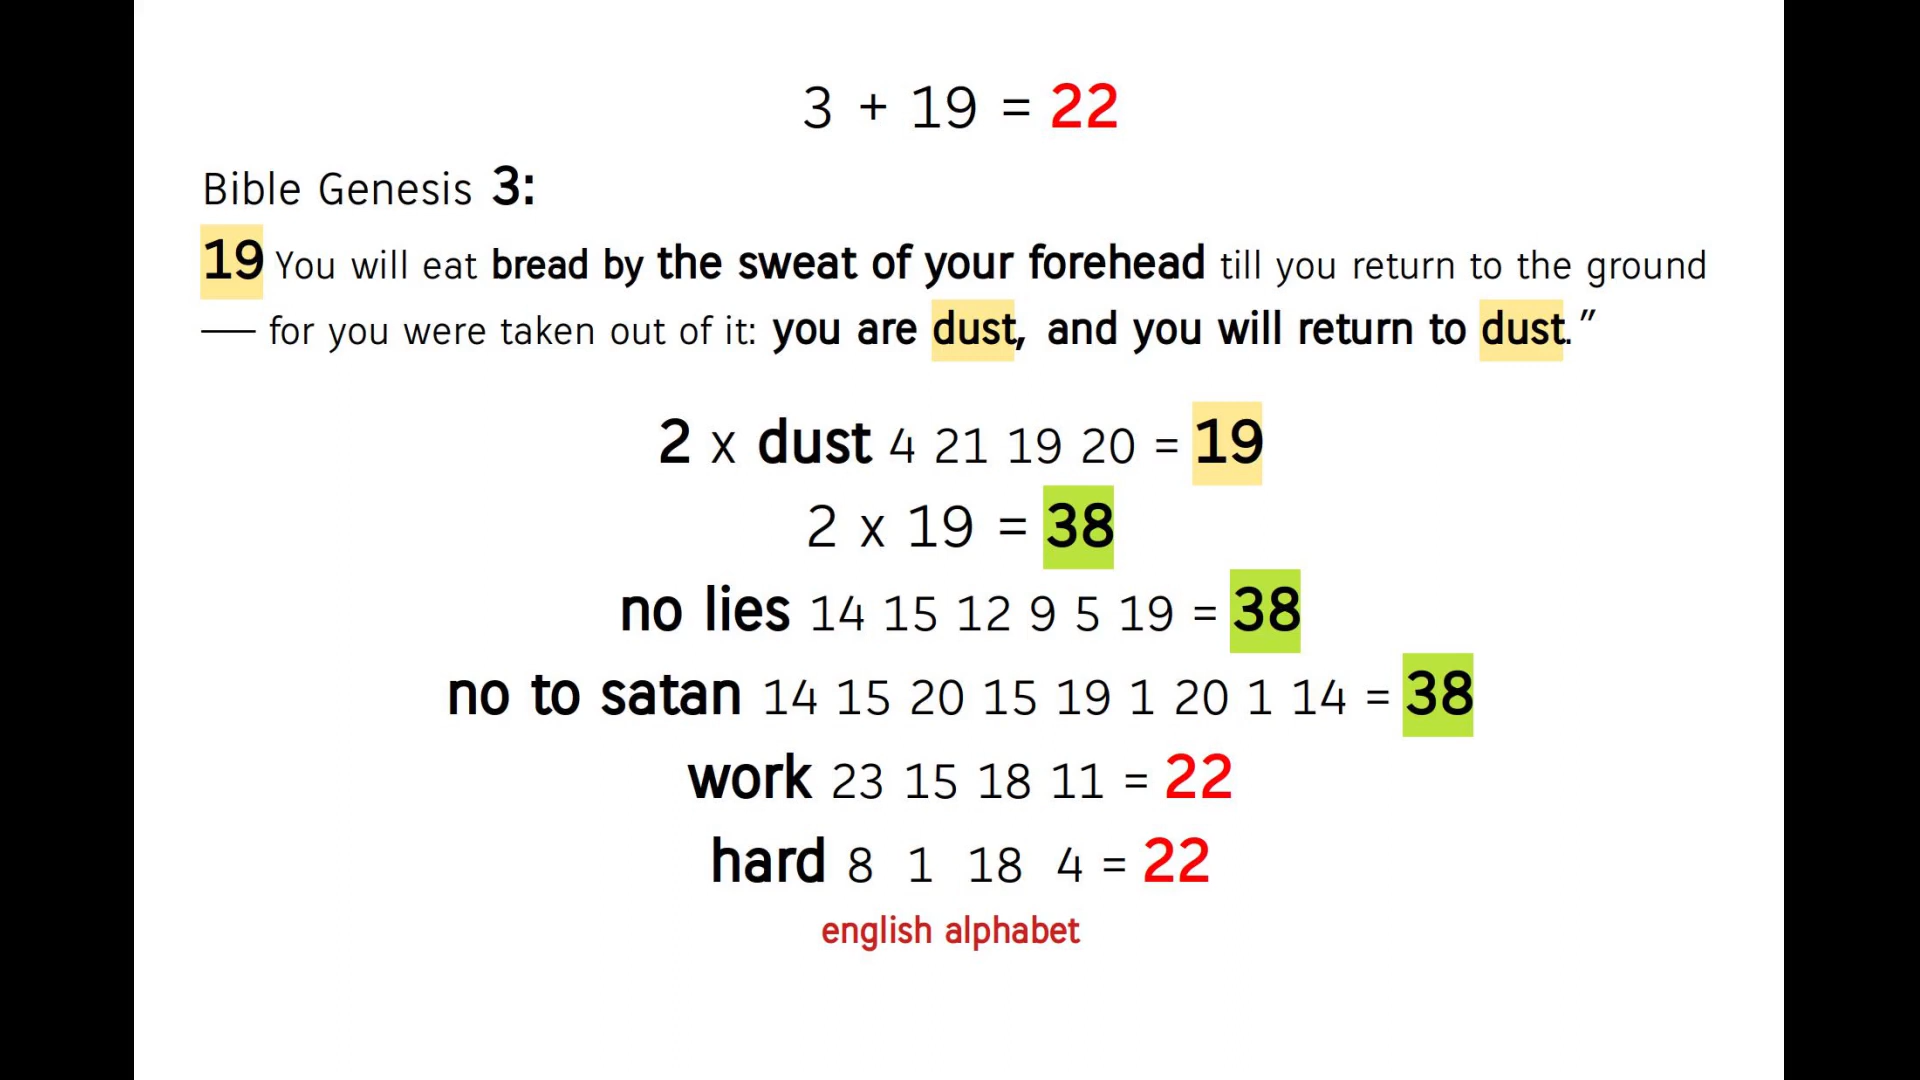 3 + 19 = 22
Bible Genesis 3:
19 You will eat bread by the sweat of your forehead till you return to the ground
— for you were taken out of it: you are dust, and you will return to dust.”
2 x dust 4 21 19 20 = 19
2 x 19 = 38
no lies 14 15 12 9 5 19 = 38
no to satan 14 15 20 15 19 1 20 1 14 = 38
work 23 15 18 11 = 22
hard 8 1 18 4 = 22
english alphabet